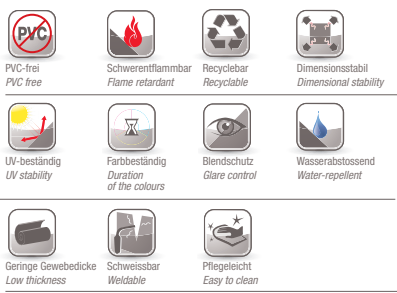 PVC
PVC-frei
PVC free
Schwerentflammbar
Flame retardant
Recyclebar
Recyclable
Dimensionsstabil
Dimensional stability
UV-beständig
UV stability
Farbbeständig
Duration
of the colours
Blendschutz
Glare control
Wasserabstossend
Water-repellent
Geringe Gewebedicke
Low thickness
Schweissbar
Weldable
Pflegeleicht
Easy to clean